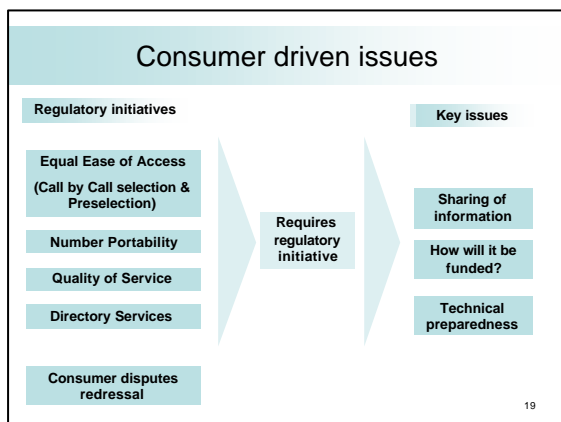 Consumer driven issues
Regulatory initiatives
Equal Ease of Access
(Call by Call selection &
Preselection)
Number Portability
Quality of Service
Directory Services
Consumer disputes
redressal
Requires
regulatory
initiative
Key issues
Sharing of
information
How will it be
funded?
Technical
preparedness
19